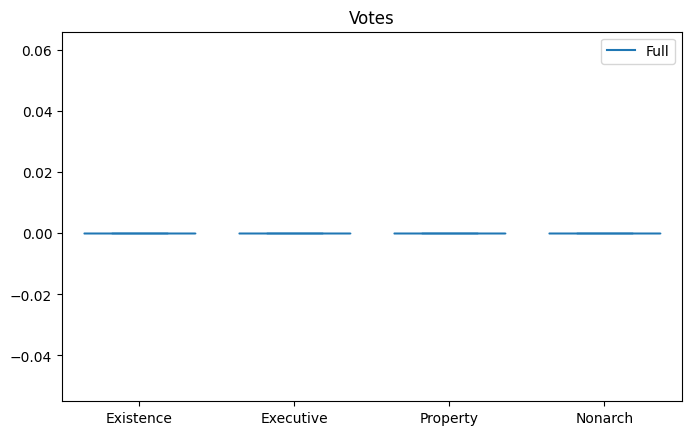 Votes
Full
0.06
0.04
0.02
0.00
−0.02
−0.04
Existence
Executive
Property
Nonarch